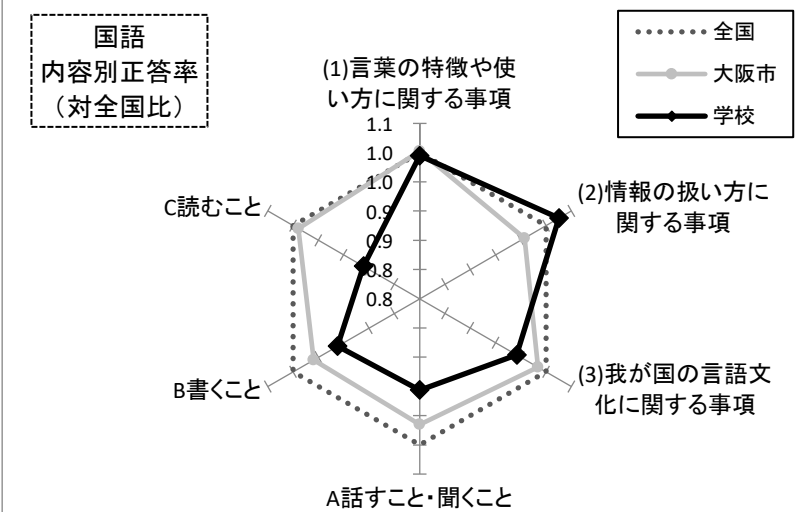 国語
内容別正答率
（対全国比）
全国
大阪市
学校
(1)言葉の特徴や使
い方に関する事項
1.1
1.0
1.0
0.9
0.9
0.8
0.8
(2)情報の扱い方に
関する事項
(3)我が国の言語文
化に関する事項
A話すこと・聞くこと
B書くこと
C読むこと